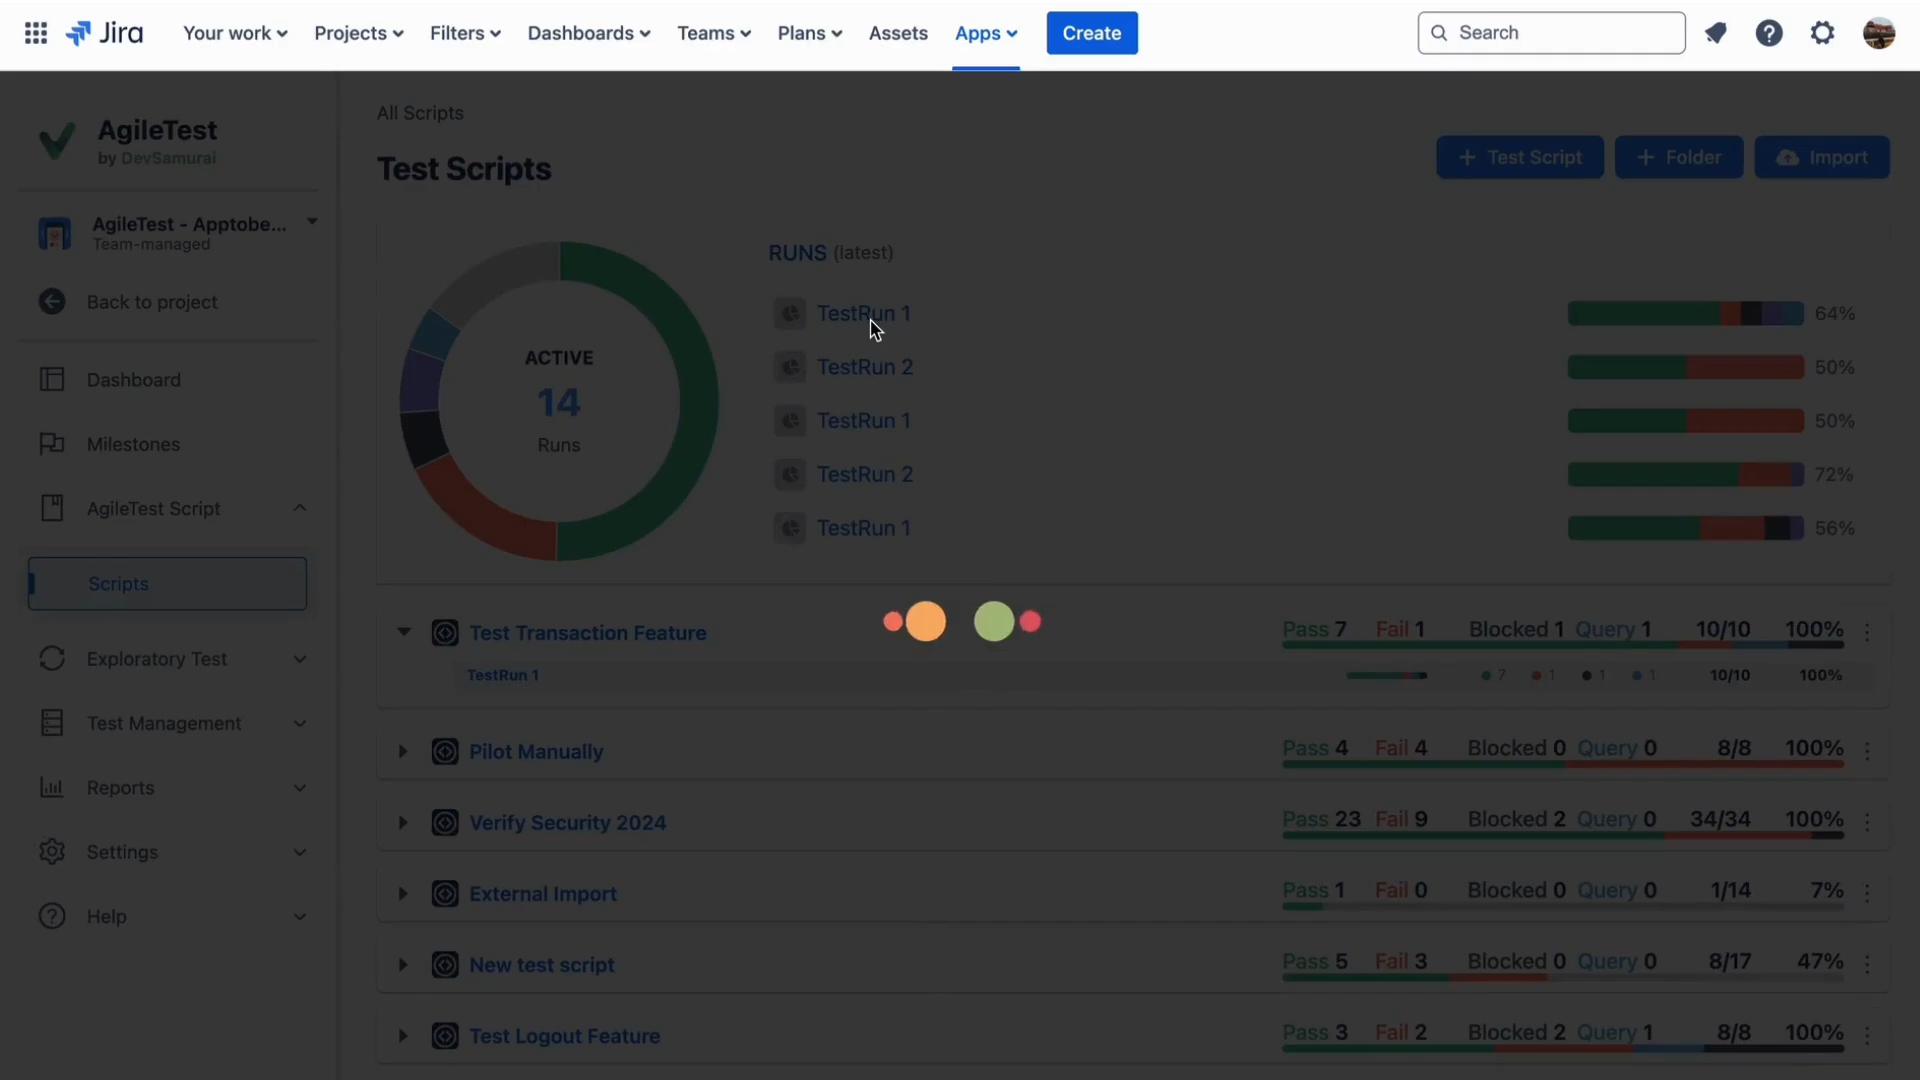 Jira
Your work
Projects
Filters
Dashboards
Teams
Plans
Assets
Apps
Create
Search
AgileTest
by DevSamurai
AgileTest - Apptobe...
Team-managed
Back to project
Dashboard
Milestones
AgileTest Script
Scripts
Exploratory Test
Test Management
Reports
Settings
Help
All Scripts
Test Scripts
+ Test Script
+ Folder
Import
ACTIVE
14
Runs
RUNS (latest)
TestRun 1 64%
TestRun 2 50%
TestRun 1 50%
TestRun 2 72%
TestRun 1 56%
Test Transaction Feature Pass 7 Fail 1 Blocked 1 Query 1 10/10 100%
TestRun 1 7 1 1 1 10/10 100%
Pilot Manually Pass 4 Fail 4 Blocked 0 Query 0 8/8 100%
Verify Security 2024 Pass 23 Fail 9 Blocked 2 Query 0 34/34 100%
External Import Pass 1 Fail 0 Blocked 0 Query 0 1/14 7%
New test script Pass 5 Fail 3 Blocked 0 Query 0 8/17 47%
Test Logout Feature Pass 3 Fail 2 Blocked 2 Query 1 8/8 100%